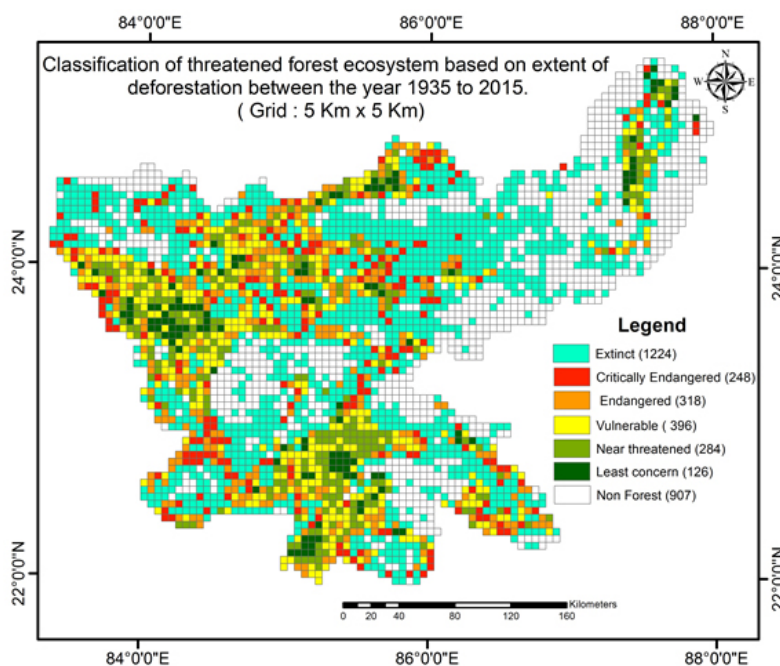 84°0'0"E 86°0'0"E 88°0'0"E
Classification of threatened forest ecosystem based on extent of
deforestation between the year 1935 to 2015.
( Grid : 5 Km x 5 Km)
N
W E
S
24°0'0"N 24°0'0"N
Legend
Extinct (1224)
Critically Endangered (248)
Endangered (318)
Vulnerable ( 396)
Near threatened (284)
Least concern (126)
Non Forest (907)
22°0'0"N 22°0'0"N
Kilometers
0 20 40 80 120 160
84°0'0"E 86°0'0"E 88°0'0"E